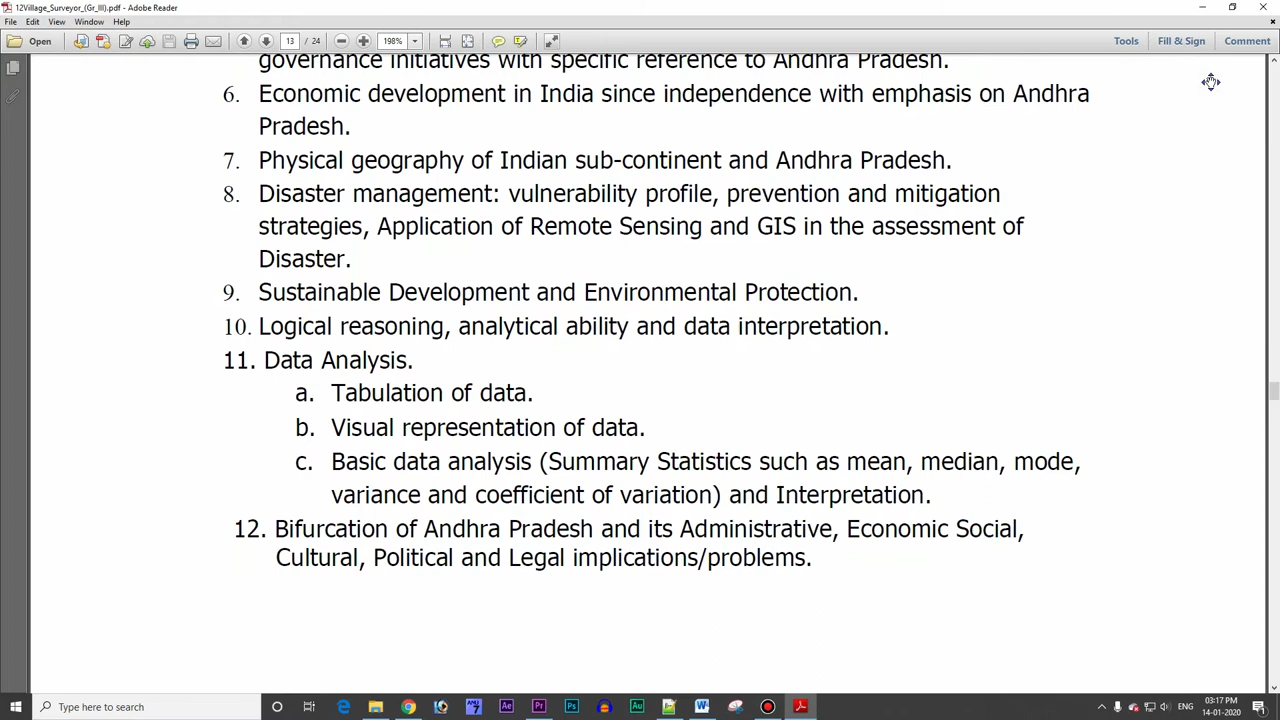 12Village_Surveyor_(Gr_III).pdf - Adobe Reader
File Edit View Window Help
Open 13 / 24 198% Tools Fill & Sign Comment
governance initiatives with specific reference to Andhra Pradesh.
6. Economic development in India since independence with emphasis on Andhra
Pradesh.
7. Physical geography of Indian sub-continent and Andhra Pradesh.
8. Disaster management: vulnerability profile, prevention and mitigation
strategies, Application of Remote Sensing and GIS in the assessment of
Disaster.
9. Sustainable Development and Environmental Protection.
10. Logical reasoning, analytical ability and data interpretation.
11. Data Analysis.
a. Tabulation of data.
b. Visual representation of data.
c. Basic data analysis (Summary Statistics such as mean, median, mode,
variance and coefficient of variation) and Interpretation.
12. Bifurcation of Andhra Pradesh and its Administrative, Economic Social,
Cultural, Political and Legal implications/problems.
Type here to search
Ae Pr Ps Au
ENG
03:17 PM
14-01-2020